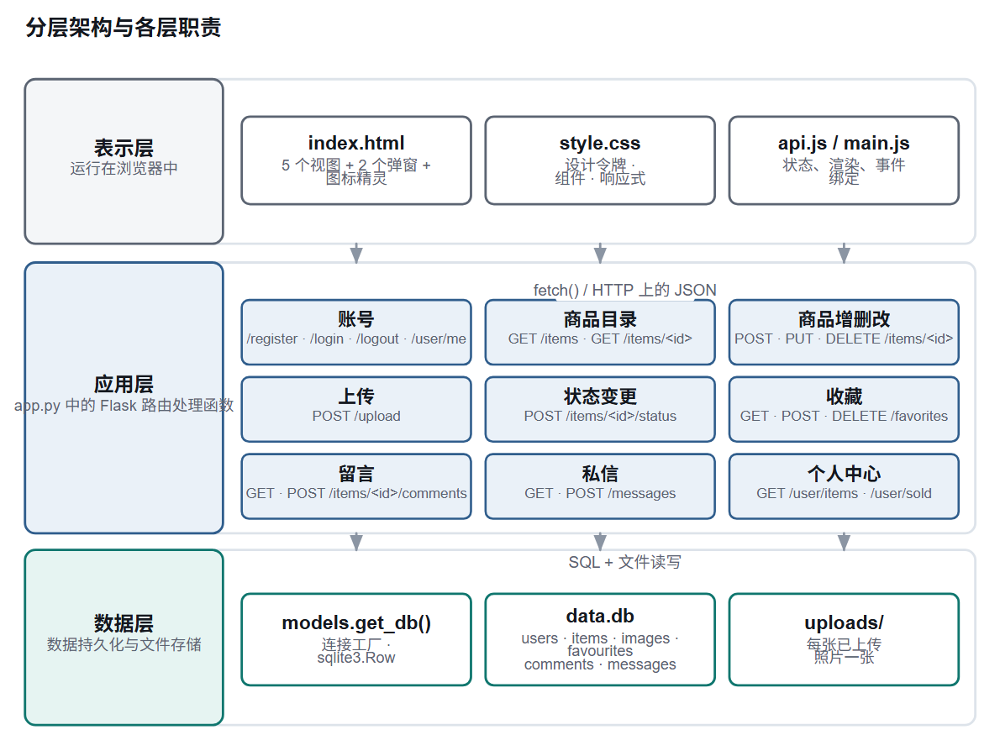 分层架构与各层职责
表示层
运行在浏览器中
index.html
5 个视图 + 2 个弹窗 +
图标精灵
style.css
设计令牌 ·
组件 · 响应式
api.js / main.js
状态、渲染、事件
绑定
应用层
app.py 中的 Flask 路由处理函数
fetch() / HTTP 上的 JSON
账号
/register · /login · /logout · /user/me
商品目录
GET /items · GET /items/<id>
商品增删改
POST · PUT · DELETE /items/<id>
上传
POST /upload
状态变更
POST /items/<id>/status
收藏
GET · POST · DELETE /favorites
留言
GET · POST /items/<id>/comments
私信
GET · POST /messages
个人中心
GET /user/items · /user/sold
数据层
数据持久化与文件存储
SQL + 文件读写
models.get_db()
连接工厂 ·
sqlite3.Row
data.db
users · items · images ·
favourites
comments · messages
uploads/
每张已上传
照片一张